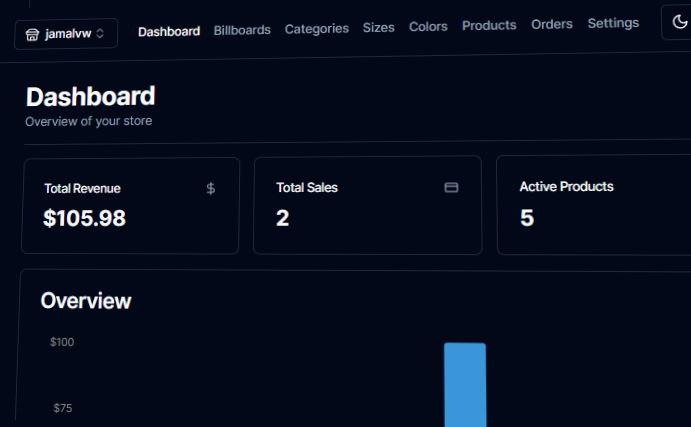 jamalvw Dashboard Billboards Categories Sizes Colors Products Orders Settings
Dashboard
Overview of your store
Total Revenue $ Total Sales Active Products
$105.98 2 5
Overview
$100
$75